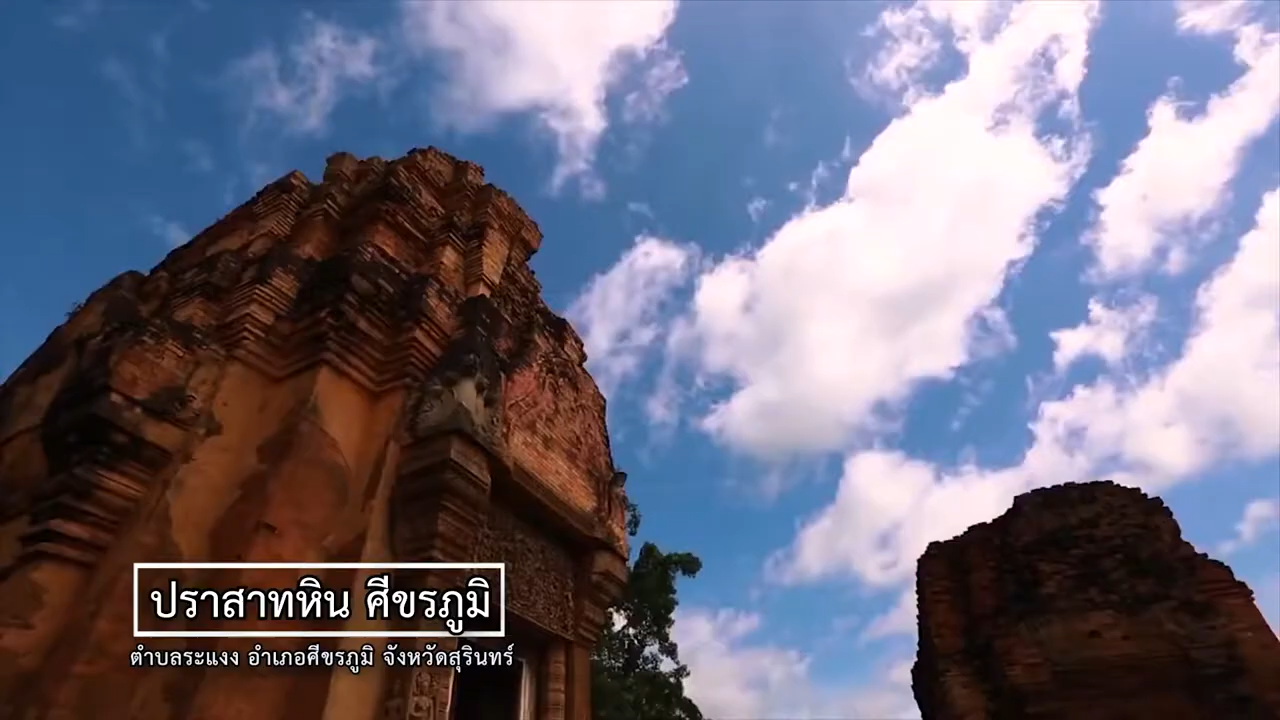 ปราสาทหิน ศีขรภูมิ
ตำบลระแงง อำเภอศีขรภูมิ จังหวัดสุรินทร์